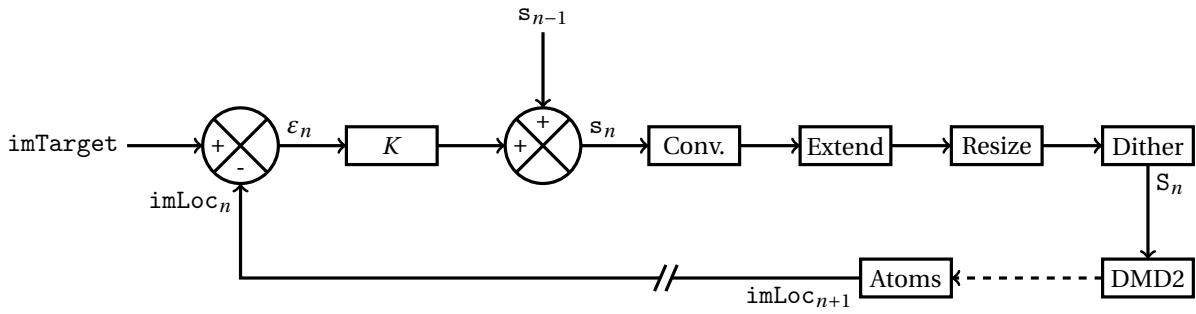 s_{n−1}
imTarget
+
-
ε_n
K
+
+
s_n
Conv.
Extend
Resize
Dither
S_n
imLoc_n
imLoc_{n+1}
Atoms
DMD2